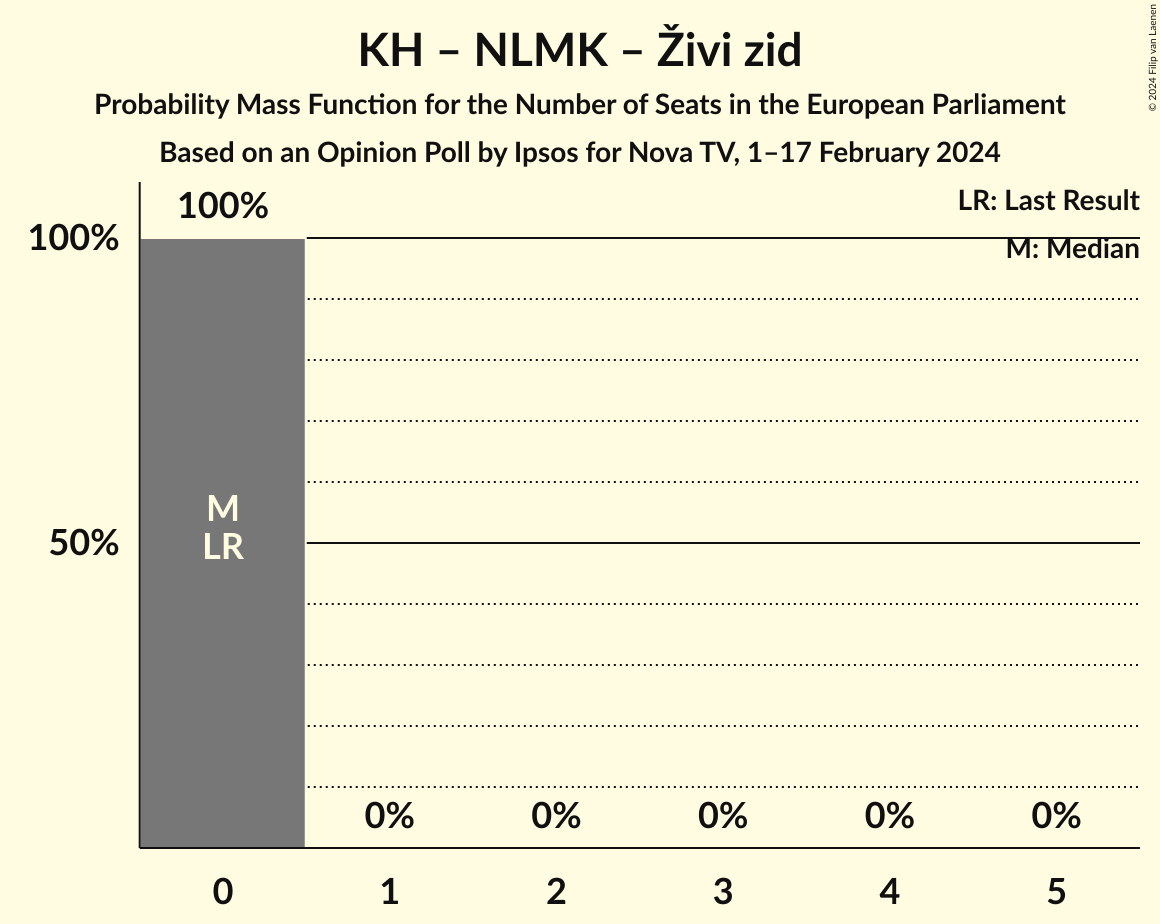 KH – NLMK – Živi zid
Probability Mass Function for the Number of Seats in the European Parliament
Based on an Opinion Poll by Ipsos for Nova TV, 1–17 February 2024
© 2024 Filip van Laenen
LR: Last Result
M: Median
100%
100%
50%
M
LR
0% 0% 0% 0% 0%
0 1 2 3 4 5